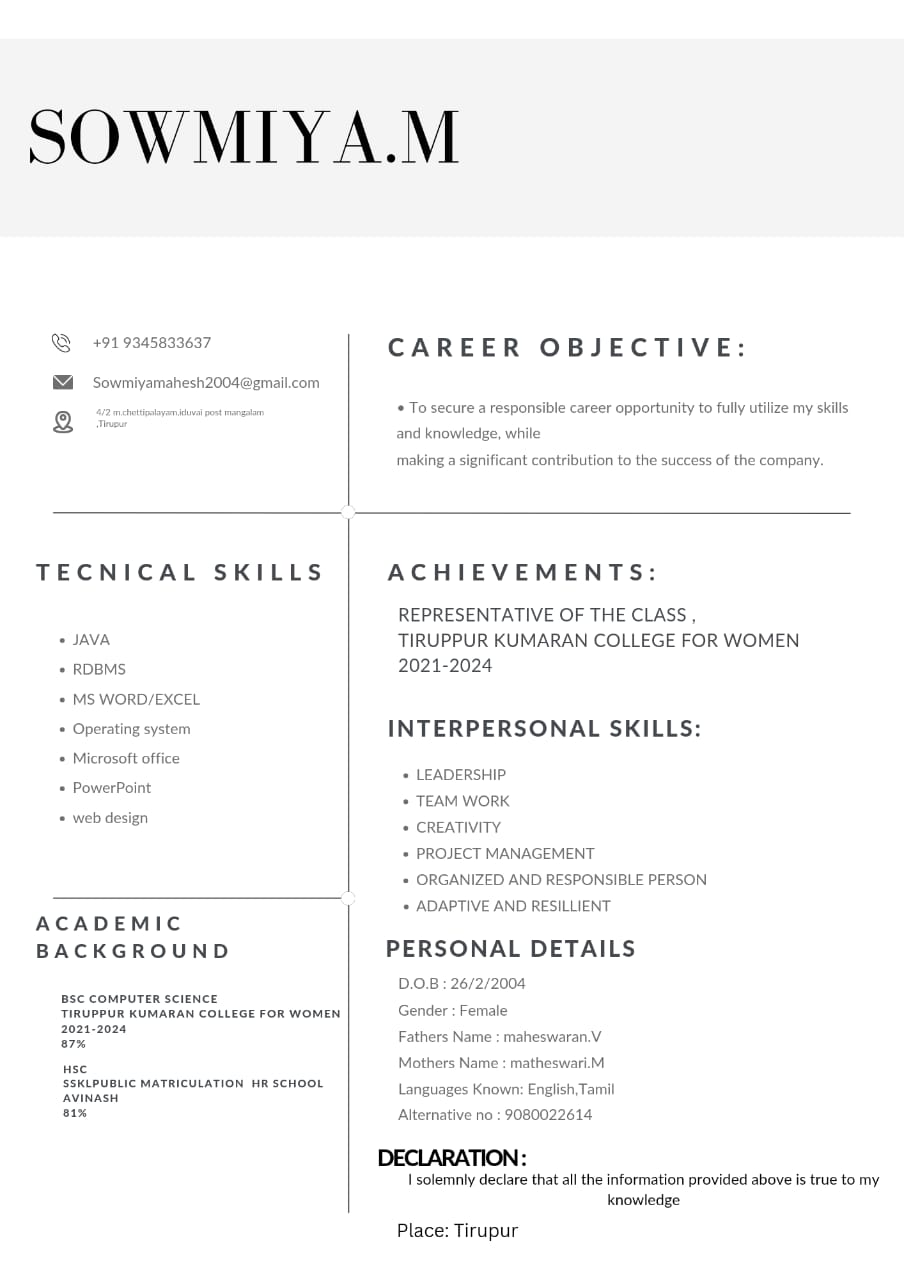 SOWMIYA.M
+91 9345833637
Sowmiyamahesh2004@gmail.com
4/2 m.chettipalayam,iduvai post mangalam
,Tirupur
CAREER OBJECTIVE:
• To secure a responsible career opportunity to fully utilize my skills
and knowledge, while
making a significant contribution to the success of the company.
TECNICAL SKILLS
• JAVA
• RDBMS
• MS WORD/EXCEL
• Operating system
• Microsoft office
• PowerPoint
• web design
ACHIEVEMENTS:
REPRESENTATIVE OF THE CLASS ,
TIRUPPUR KUMARAN COLLEGE FOR WOMEN
2021-2024
INTERPERSONAL SKILLS:
• LEADERSHIP
• TEAM WORK
• CREATIVITY
• PROJECT MANAGEMENT
• ORGANIZED AND RESPONSIBLE PERSON
• ADAPTIVE AND RESILLIENT
ACADEMIC
BACKGROUND
BSC COMPUTER SCIENCE
TIRUPPUR KUMARAN COLLEGE FOR WOMEN
2021-2024
87%
HSC
SSKLPUBLIC MATRICULATION HR SCHOOL
AVINASH
81%
PERSONAL DETAILS
D.O.B : 26/2/2004
Gender : Female
Fathers Name : maheswaran.V
Mothers Name : matheswari.M
Languages Known: English,Tamil
Alternative no : 9080022614
DECLARATION :
I solemnly declare that all the information provided above is true to my
knowledge
Place: Tirupur